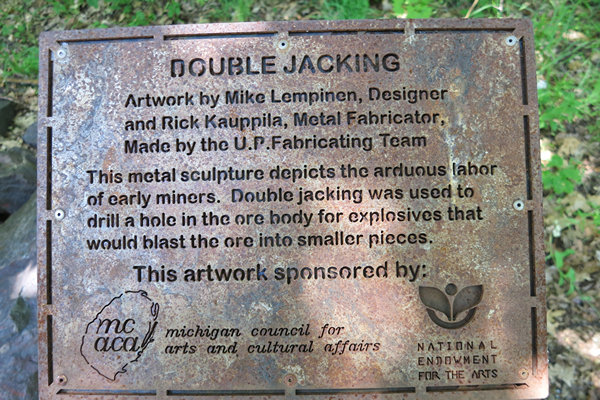 DOUBLE JACKING
Artwork by Mike Lempinen, Designer
and Rick Kauppila, Metal Fabricator,
Made by the U.P.Fabricating Team
This metal sculpture depicts the arduous labor
of early miners. Double jacking was used to
drill a hole in the ore body for explosives that
would blast the ore into smaller pieces.
This artwork sponsored by:
mc
aca
michigan council for
arts and cultural affairs
NATIONAL
ENDOWMENT
FOR THE ARTS